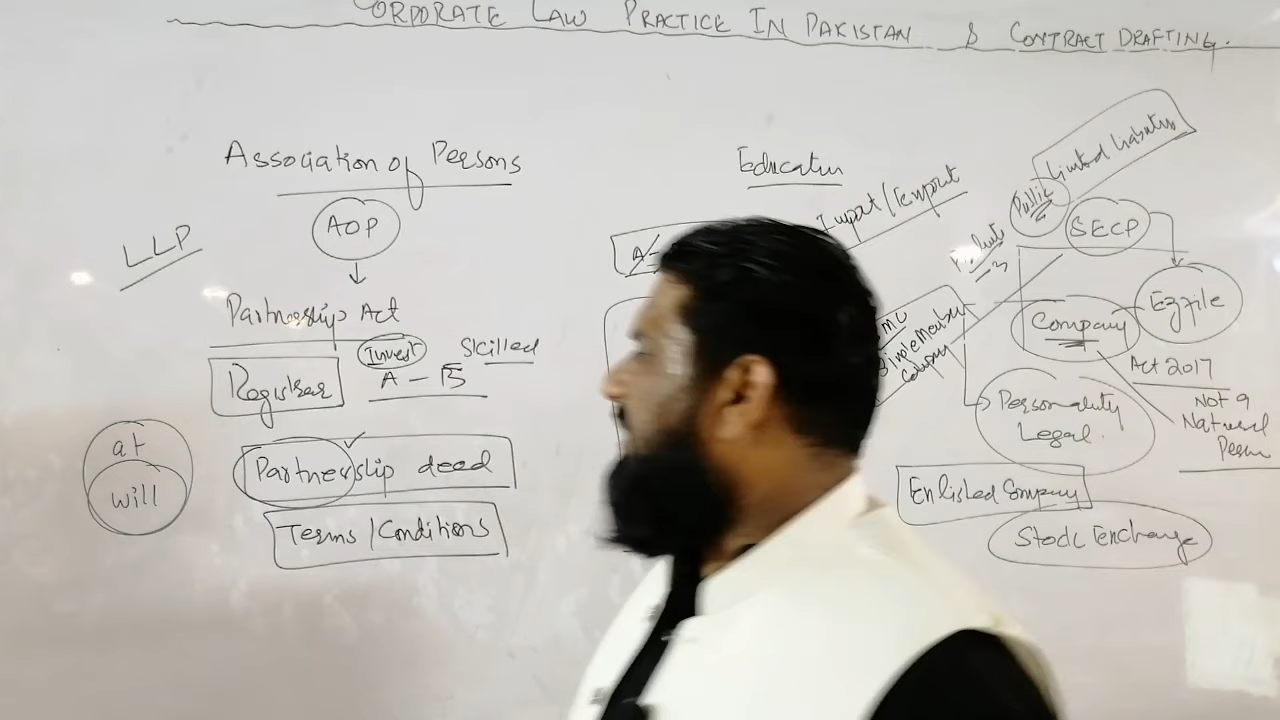 CORPORATE LAW PRACTICE IN PAKISTAN & CONTRACT DRAFTING.
Association of Persons
AOP
LLP
Partnership Act
Invest
Skilled
A - B
Register
at
will
Partnership deed
Terms / Conditions
Education
A
Import / Export
Limited Liability
Public
SECP
Private
Ezfile
Company
Single Member
Company
Act 2017
Not a
Natural
Person
Personality
Legal
Enlisted Company
Stock Exchange